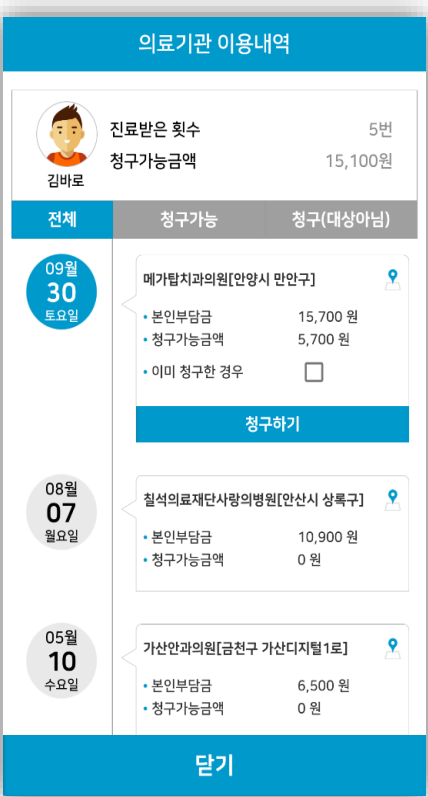 의료기관 이용내역
진료받은 횟수 5번
청구가능금액 15,100원
김바로
전체 청구가능 청구(대상아님)
09월
30
토요일
메가탑치과의원[안양시 만안구]
• 본인부담금 15,700 원
• 청구가능금액 5,700 원
• 이미 청구한 경우
청구하기
08월
07
월요일
칠석의료재단사랑의병원[안산시 상록구]
• 본인부담금 10,900 원
• 청구가능금액 0 원
05월
10
수요일
가산안과의원[금천구 가산디지털1로]
• 본인부담금 6,500 원
• 청구가능금액 0 원
닫기